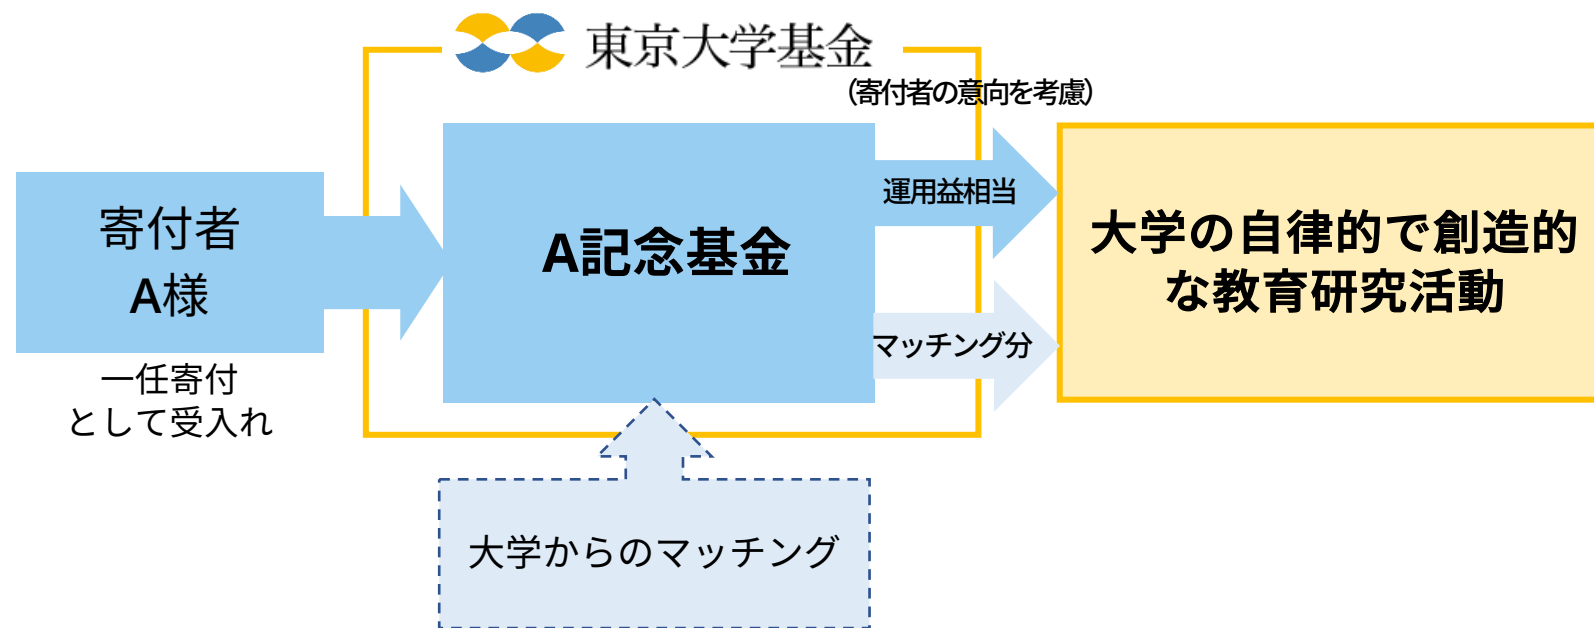 東京大学基金
(寄付者の意向を考慮)
寄付者
A様
一任寄付
として受入れ
A記念基金
運用益相当
マッチング分
大学の自律的で創造的
な教育研究活動
大学からのマッチング